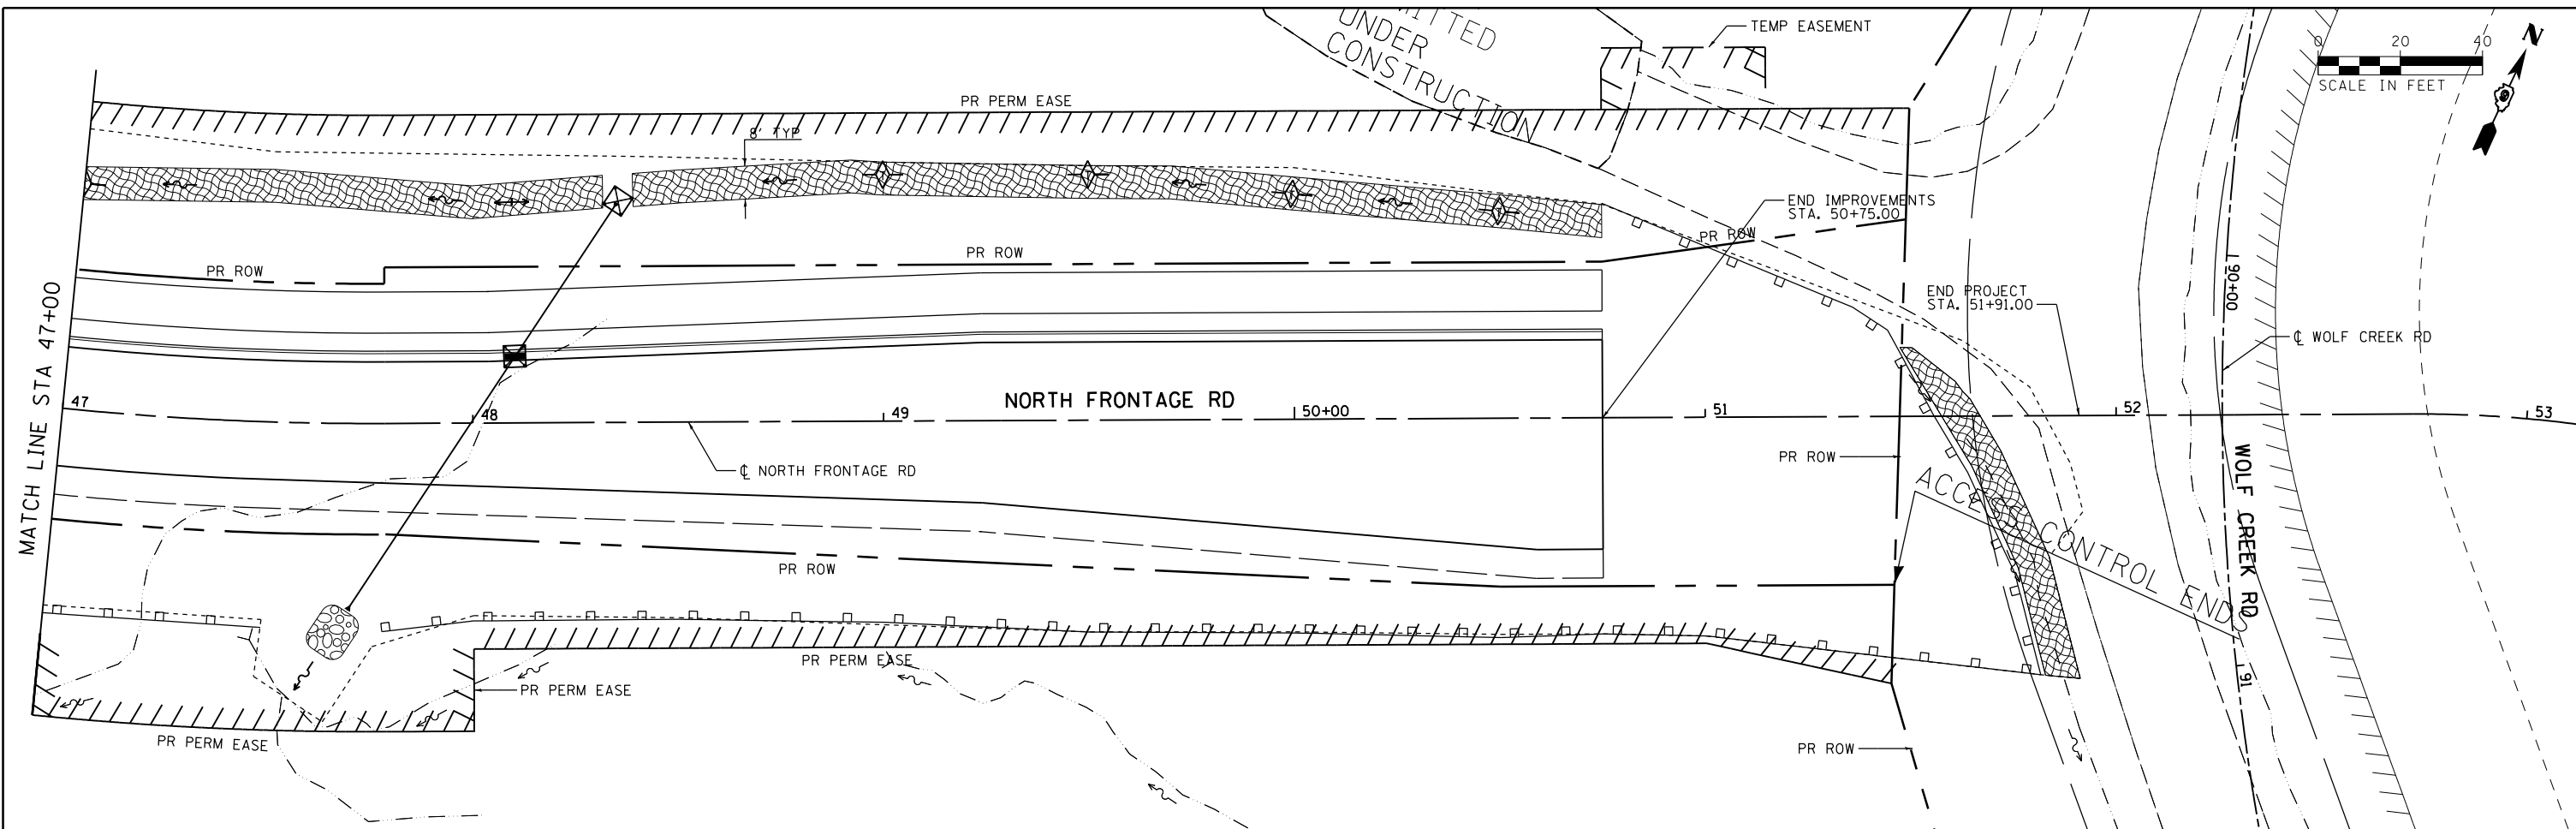 MITTED
UNDER
CONSTRUCTION
TEMP EASEMENT
0 20 40
SCALE IN FEET
N
PR PERM EASE
8' TYP
END IMPROVEMENTS
STA. 50+75.00
PR ROW
PR ROW
PR ROW
END PROJECT
STA. 51+91.00
90+00
℄ WOLF CREEK RD
MATCH LINE STA 47+00
47
48
49
50+00
51
52
53
NORTH FRONTAGE RD
℄ NORTH FRONTAGE RD
PR ROW
ACCESS CONTROL ENDS
WOLF CREEK RD
PR ROW
PR PERM EASE
PR PERM EASE
91
PR PERM EASE
PR ROW